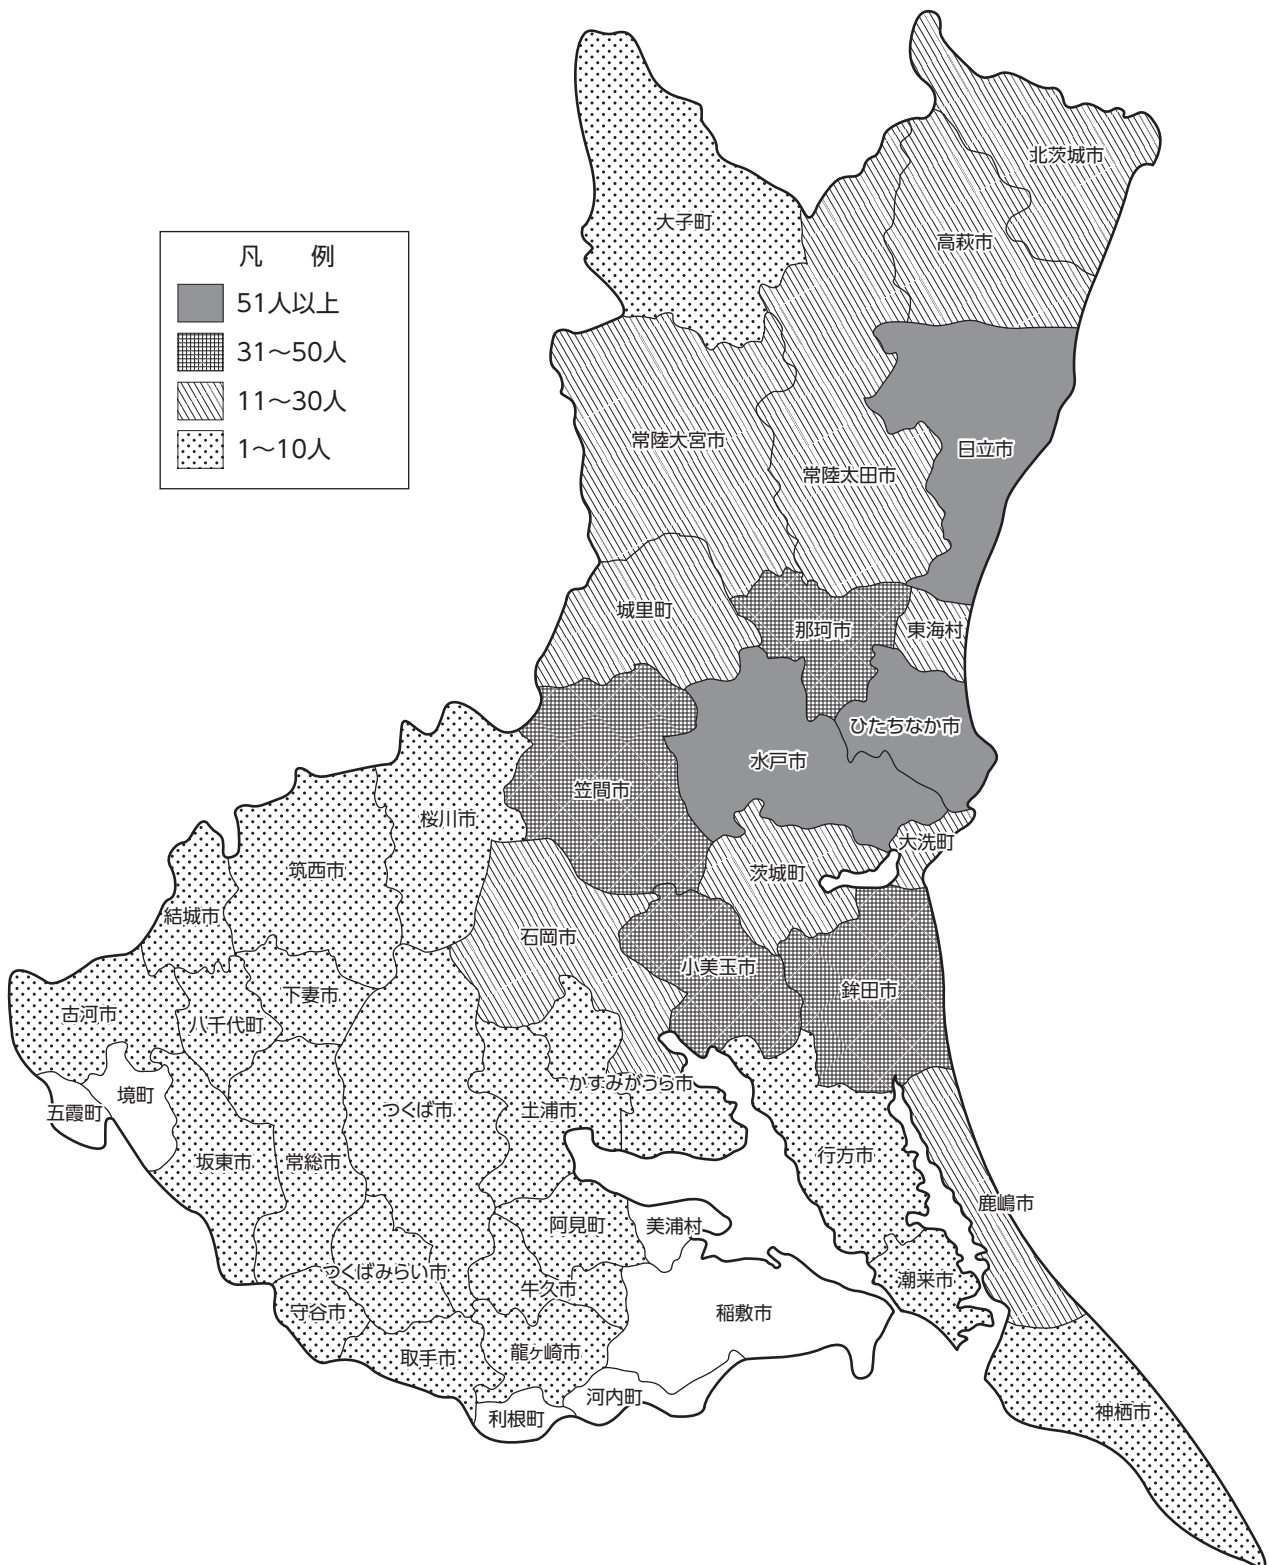 凡　例
51人以上
31～50人
11～30人
1～10人
北茨城市
大子町
高萩市
常陸大宮市
日立市
常陸太田市
城里町
那珂市
東海村
ひたちなか市
水戸市
笠間市
桜川市
大洗町
筑西市
茨城町
結城市
石岡市
小美玉市
鉾田市
下妻市
古河市
八千代町
かすみがうら市
境町
五霞町
つくば市
土浦市
行方市
坂東市
常総市
鹿嶋市
阿見町
美浦村
つくばみらい市
潮来市
牛久市
守谷市
稲敷市
龍ヶ崎市
取手市
河内町
利根町
神栖市